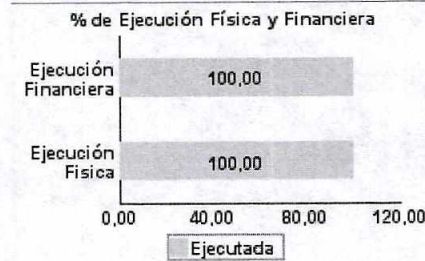 % de Ejecución Física y Financiera
Ejecución
Financiera
100,00
Ejecución
Fisica
100,00
0,00 40,00 80,00 120,00
Ejecutada